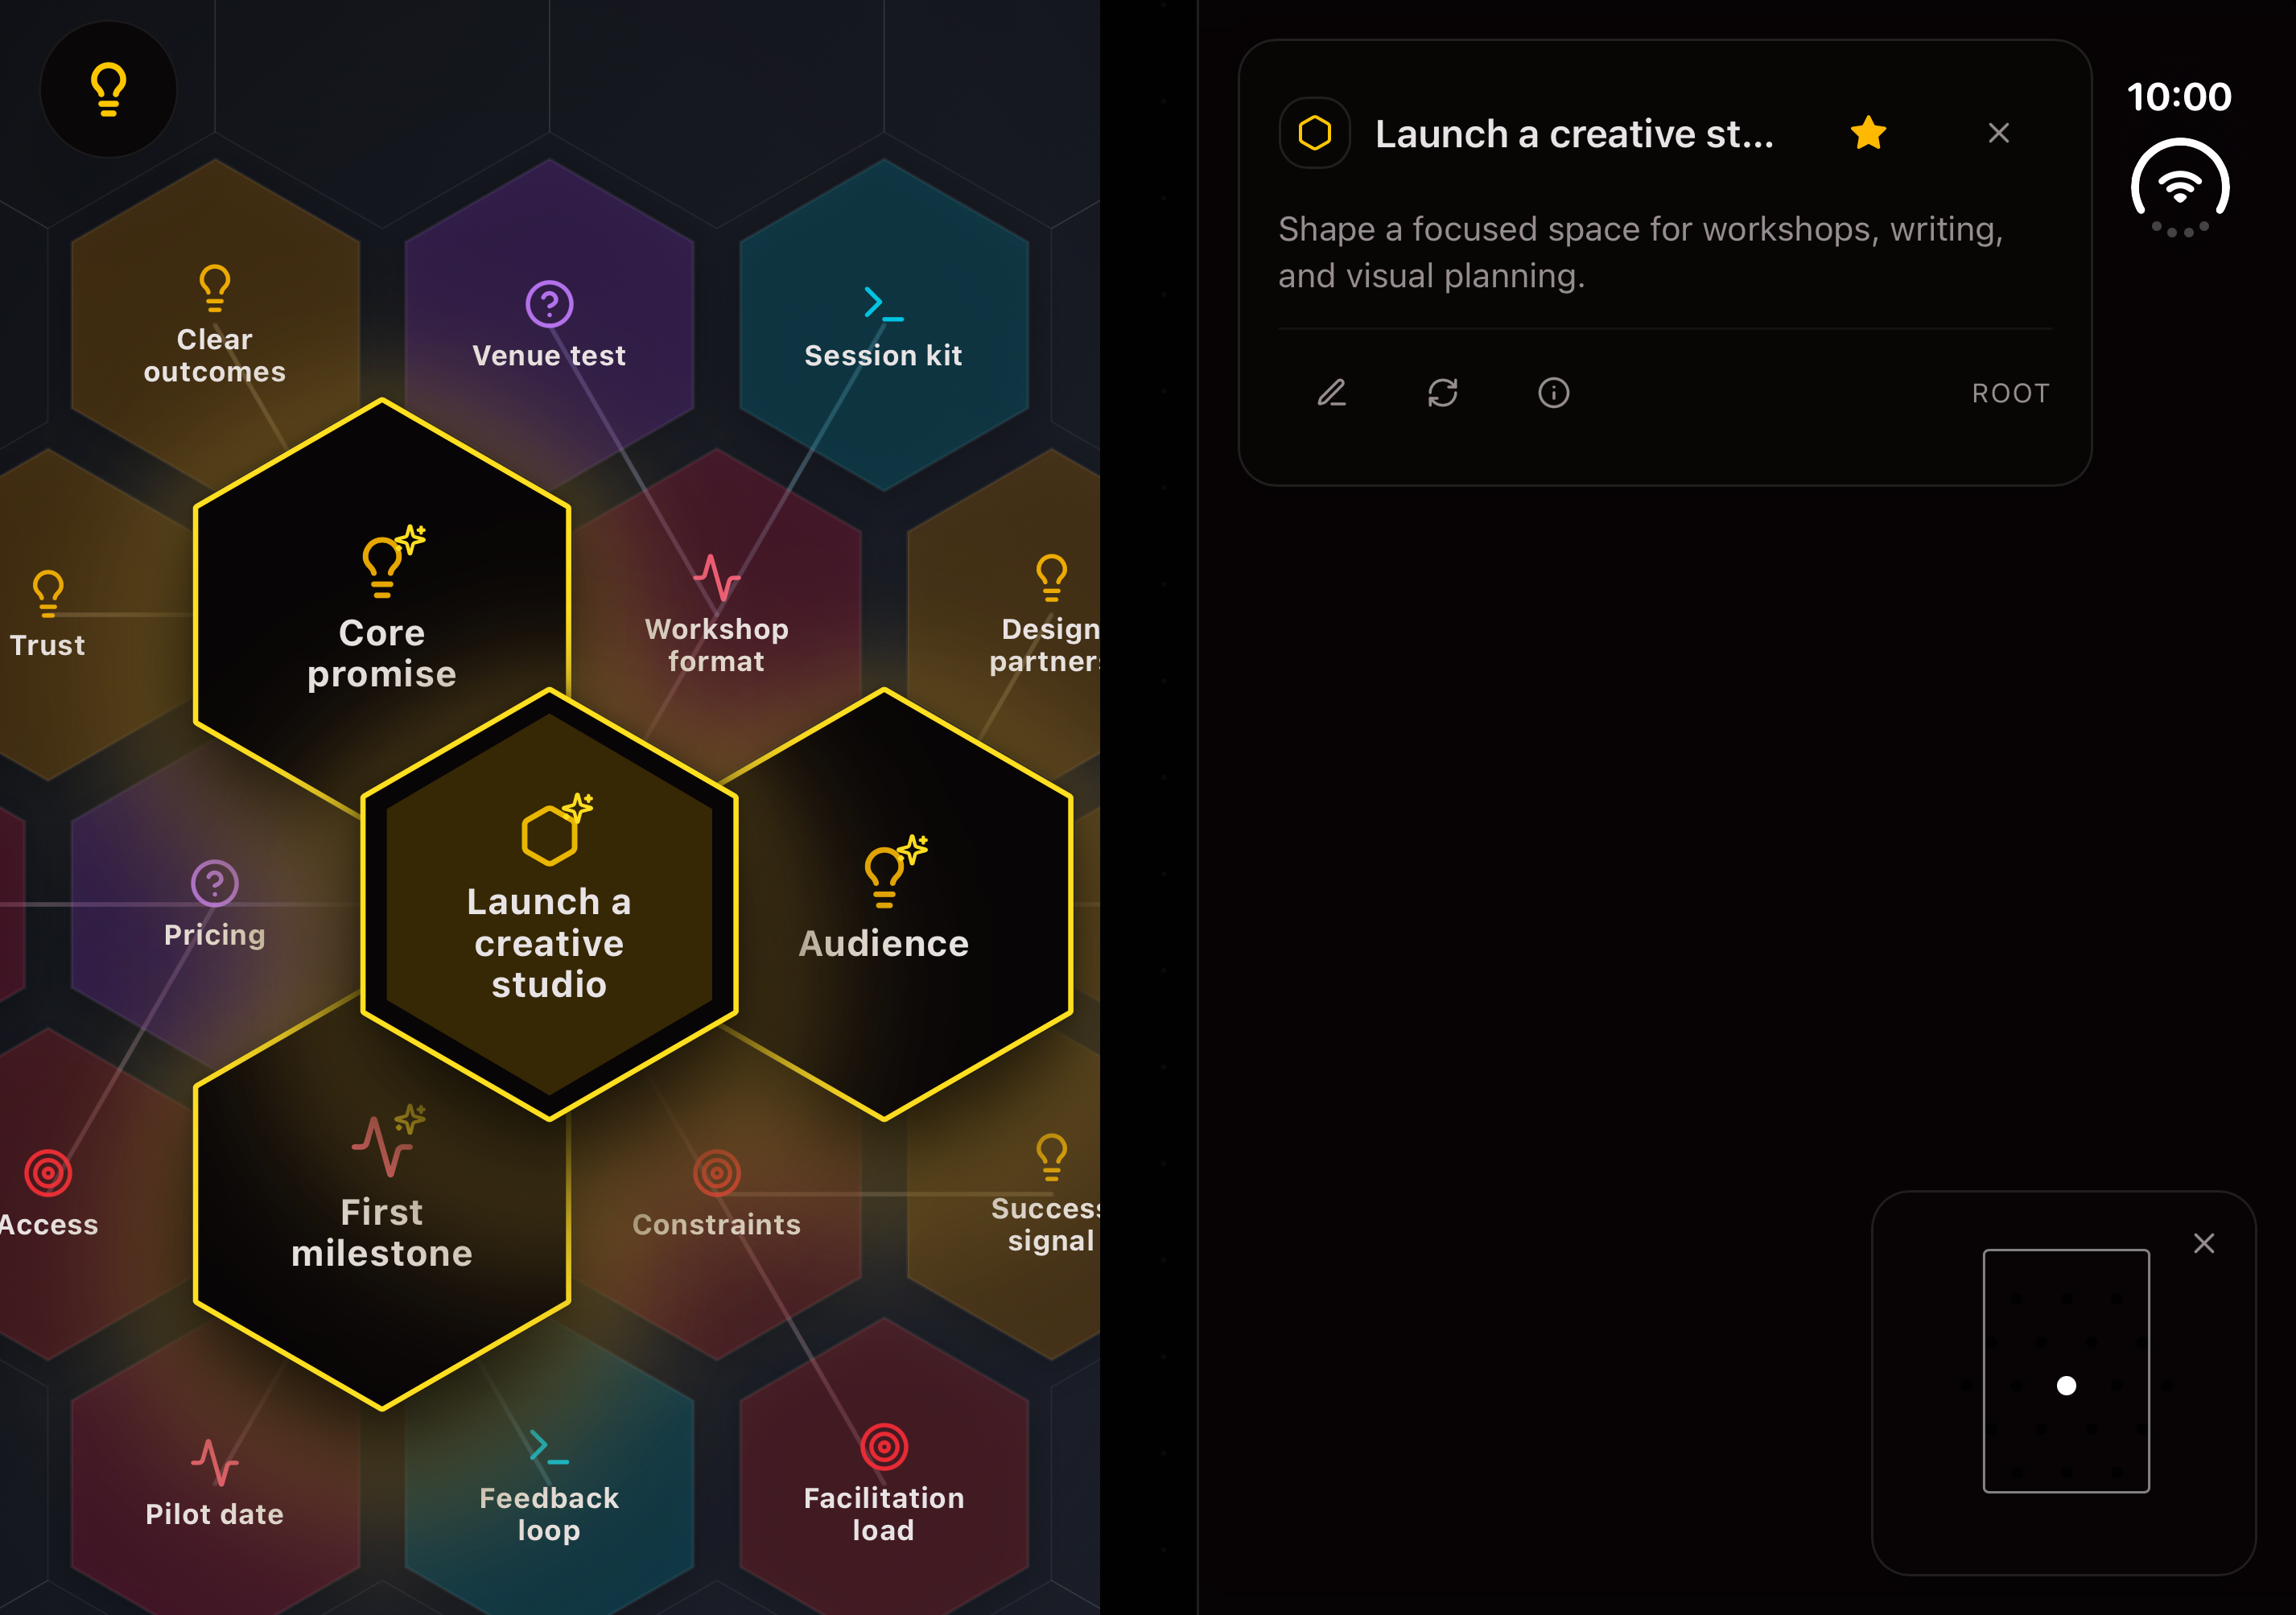 Clear
outcomes
Venue test
Session kit
Trust
Core
promise
Workshop
format
Design
partners
Pricing
Launch a
creative
studio
Audience
Access
First
milestone
Constraints
Success
signal
Pilot date
Feedback
loop
Facilitation
load
Launch a creative st...
10:00
Shape a focused space for workshops, writing,
and visual planning.
ROOT